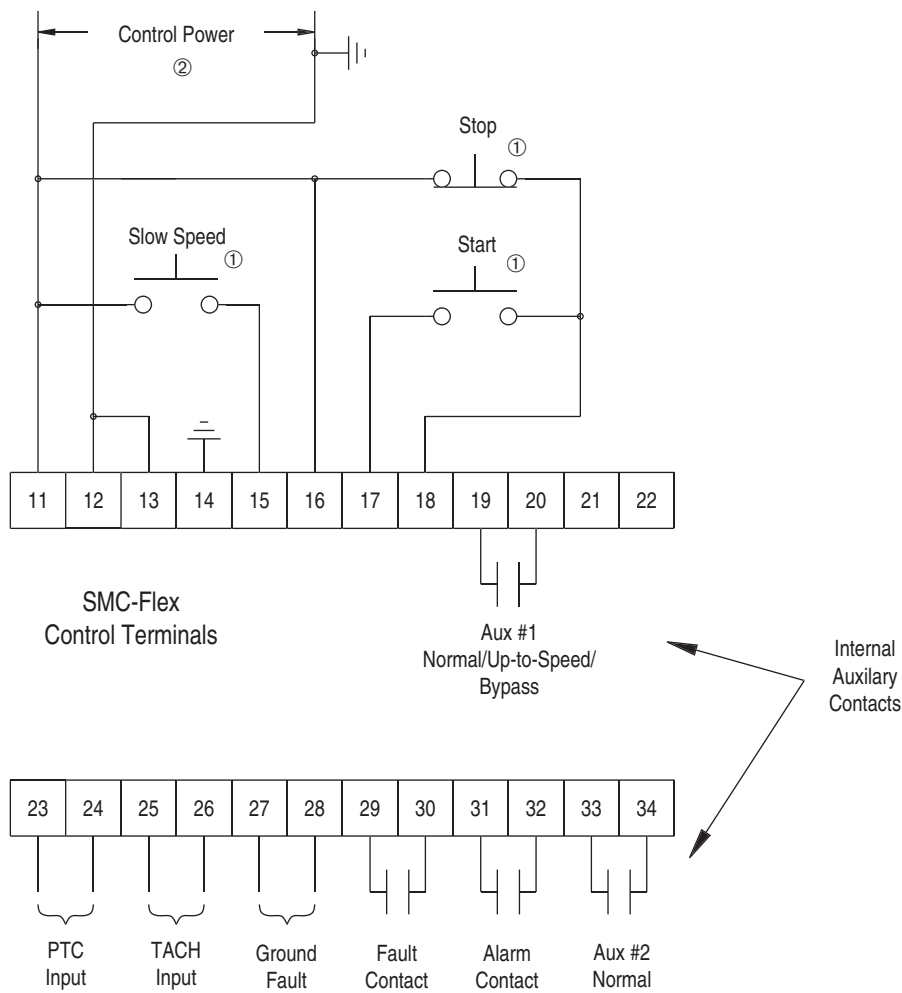 Control Power
②
Stop
①
Slow Speed
①
Start
①
11 12 13 14 15 16 17 18 19 20 21 22
SMC-Flex
Control Terminals
Aux #1
Normal/Up-to-Speed/
Bypass
Internal
Auxilary
Contacts
23 24 25 26 27 28 29 30 31 32 33 34
PTC
Input
TACH
Input
Ground
Fault
Fault
Contact
Alarm
Contact
Aux #2
Normal